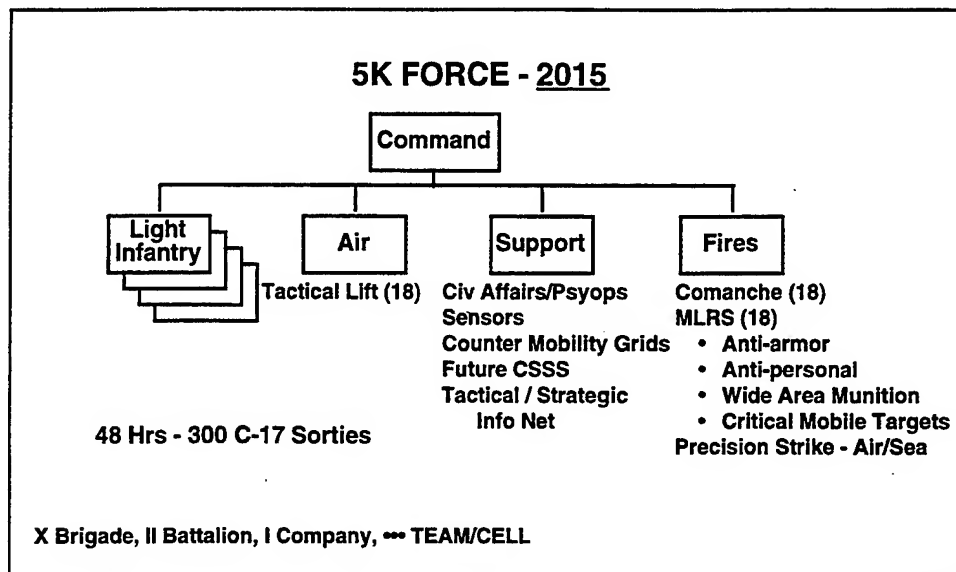 5K FORCE - 2015
Command
Light
Infantry
Air
Support
Fires
Tactical Lift (18)
Civ Affairs/Psyops
Sensors
Counter Mobility Grids
Future CSSS
Tactical / Strategic
Info Net
Comanche (18)
MLRS (18)
• Anti-armor
• Anti-personal
• Wide Area Munition
• Critical Mobile Targets
Precision Strike - Air/Sea
48 Hrs - 300 C-17 Sorties
X Brigade, II Battalion, I Company, ••• TEAM/CELL